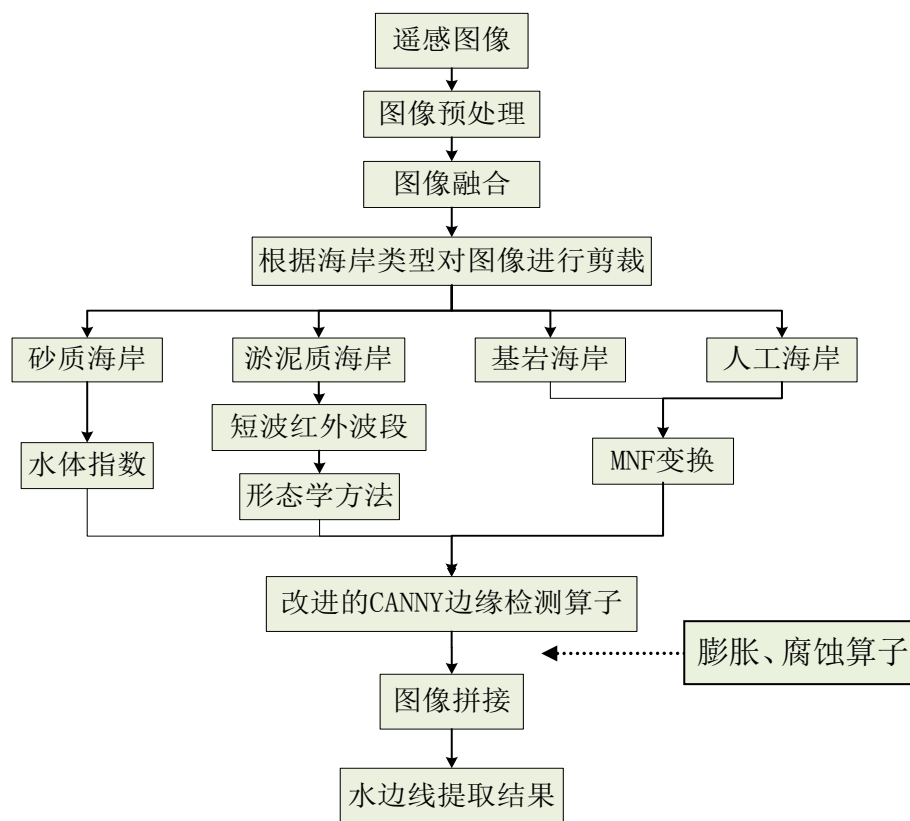 遥感图像
图像预处理
图像融合
根据海岸类型对图像进行剪裁
砂质海岸
淤泥质海岸
基岩海岸
人工海岸
短波红外波段
水体指数
MNF变换
形态学方法
改进的CANNY边缘检测算子
膨胀、腐蚀算子
图像拼接
水边线提取结果